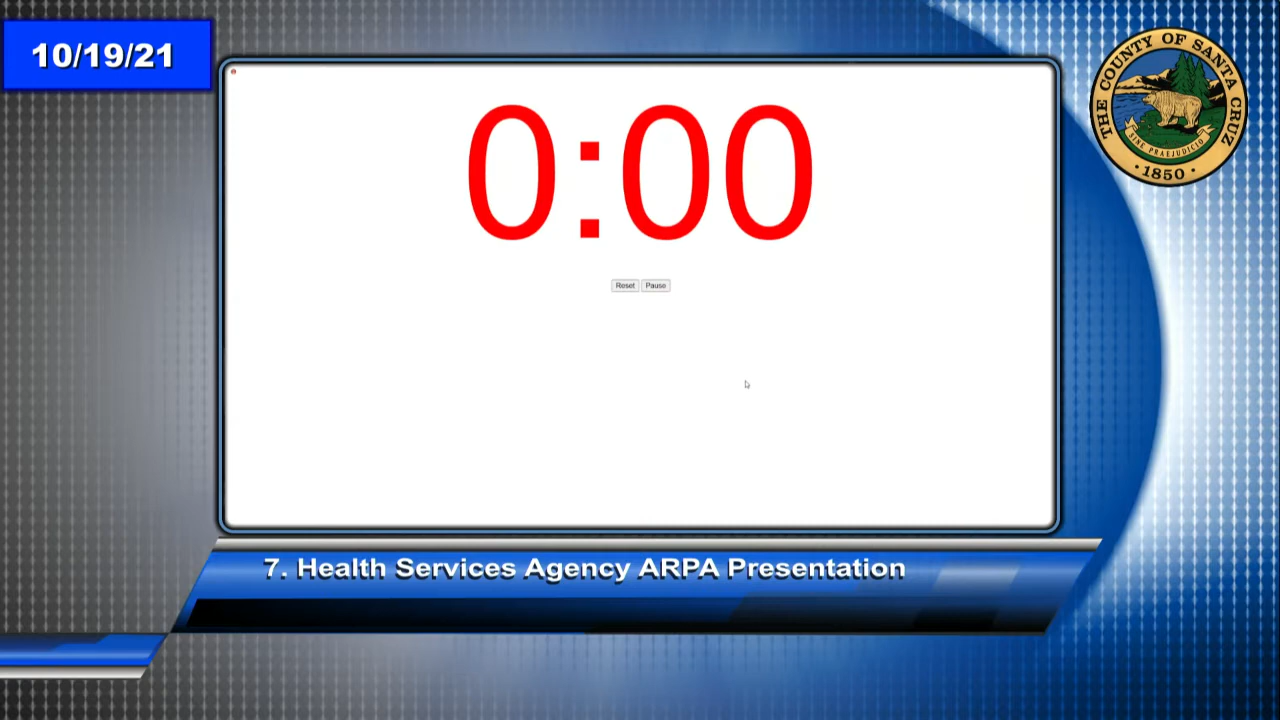 10/19/21
THE COUNTY OF SANTA CRUZ
SINE PRAEJUDICIO
• 1850 •
0:00
Reset Pause
7. Health Services Agency ARPA Presentation